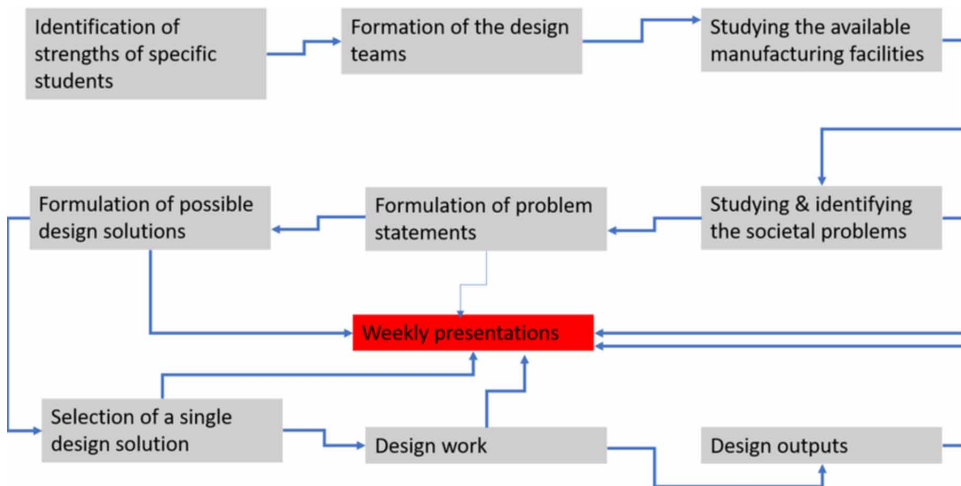 Identification of
strengths of specific
students
Formation of the design
teams
Studying the available
manufacturing facilities
Formulation of possible
design solutions
Formulation of problem
statements
Studying & identifying
the societal problems
Weekly presentations
Selection of a single
design solution
Design work
Design outputs